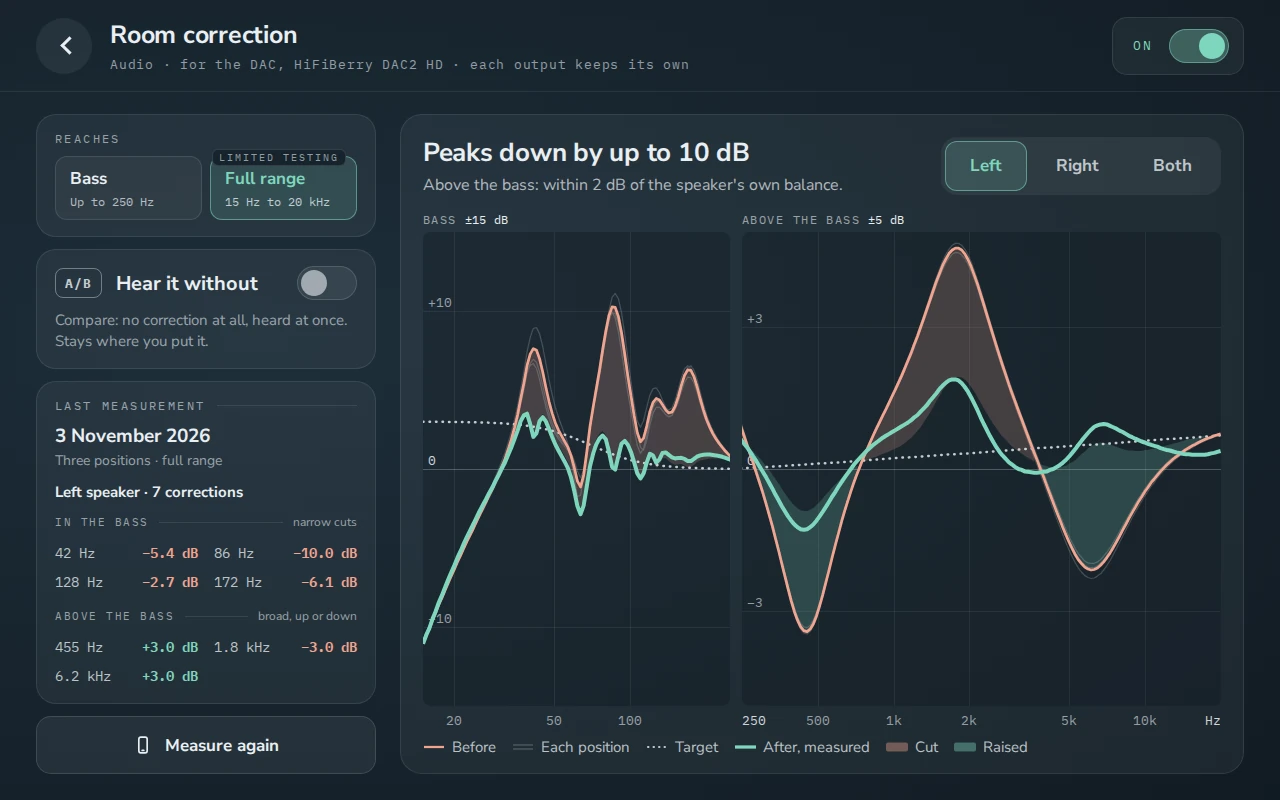 Room correction
Audio · for the DAC, HiFiBerry DAC2 HD · each output keeps its own
ON
REACHES
LIMITED TESTING
Bass
Up to 250 Hz
Full range
15 Hz to 20 kHz
A/B
Hear it without
Compare: no correction at all, heard at once.
Stays where you put it.
LAST MEASUREMENT
3 November 2026
Three positions · full range
Left speaker · 7 corrections
IN THE BASS narrow cuts
42 Hz −5.4 dB 86 Hz −10.0 dB
128 Hz −2.7 dB 172 Hz −6.1 dB
ABOVE THE BASS broad, up or down
455 Hz +3.0 dB 1.8 kHz −3.0 dB
6.2 kHz +3.0 dB
Measure again
Peaks down by up to 10 dB
Above the bass: within 2 dB of the speaker's own balance.
Left Right Both
BASS ±15 dB
ABOVE THE BASS ±5 dB
+10
0
−10
20 50 100
+3
0
−3
250 500 1k 2k 5k 10k Hz
Before Each position Target After, measured Cut Raised